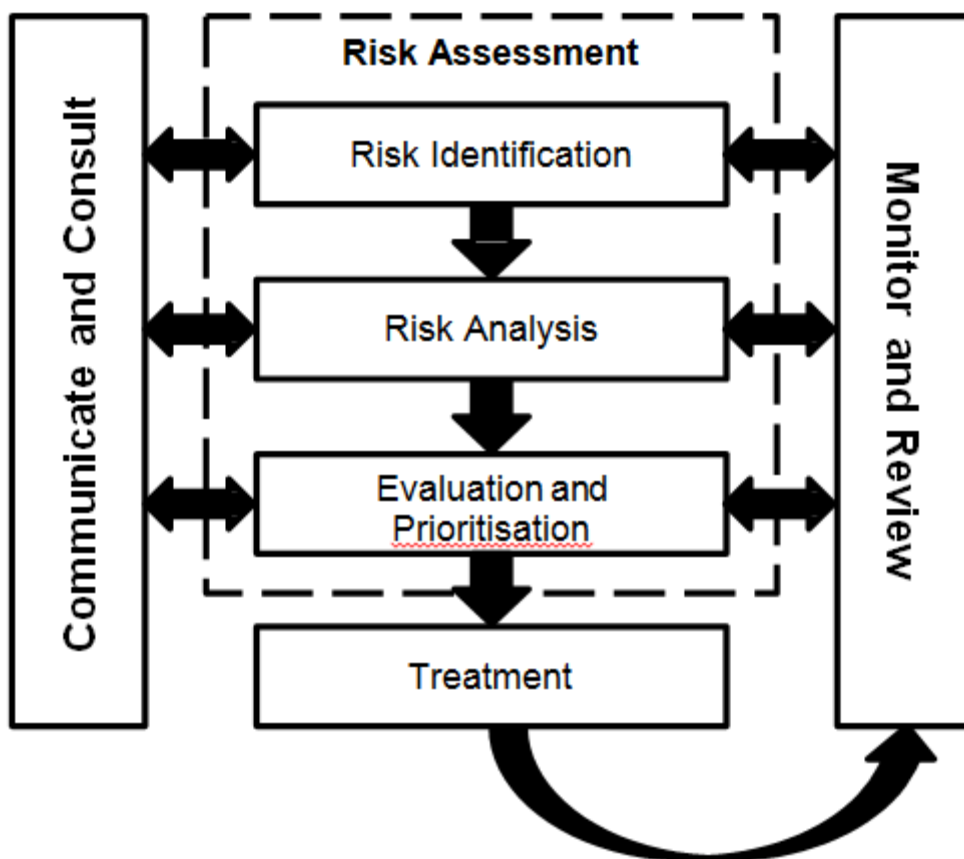 Risk Assessment
Communicate and Consult
Risk Identification
Risk Analysis
Evaluation and
Prioritisation
Treatment
Monitor and Review